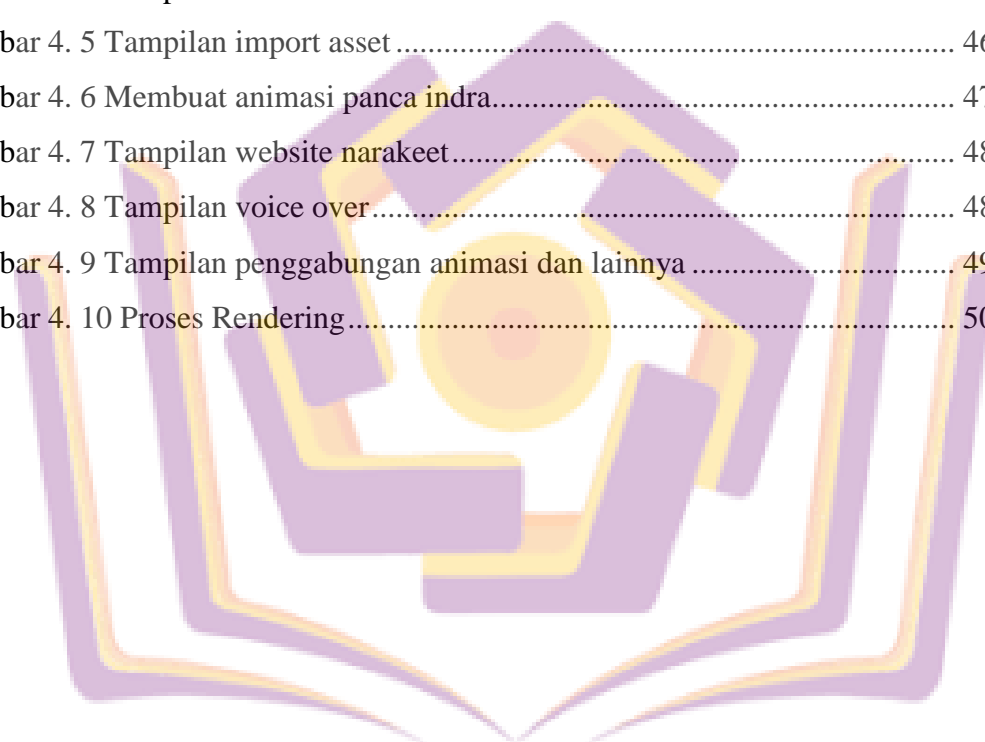 bar 4. 5 Tampilan import asset ........................................................................ 46
bar 4. 6 Membuat animasi panca indra........................................................... 47
bar 4. 7 Tampilan website narakeet ................................................................ 48
bar 4. 8 Tampilan voice over .......................................................................... 48
bar 4. 9 Tampilan penggabungan animasi dan lainnya ................................... 49
bar 4. 10 Proses Rendering ............................................................................. 50